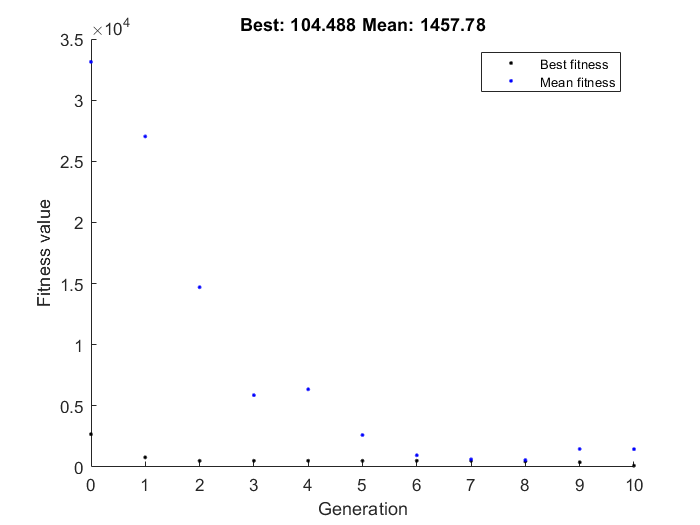 Best: 104.488 Mean: 1457.78
×10^4
3.5
3
2.5
2
1.5
1
0.5
0
Fitness value
Best fitness
Mean fitness
0 1 2 3 4 5 6 7 8 9 10
Generation